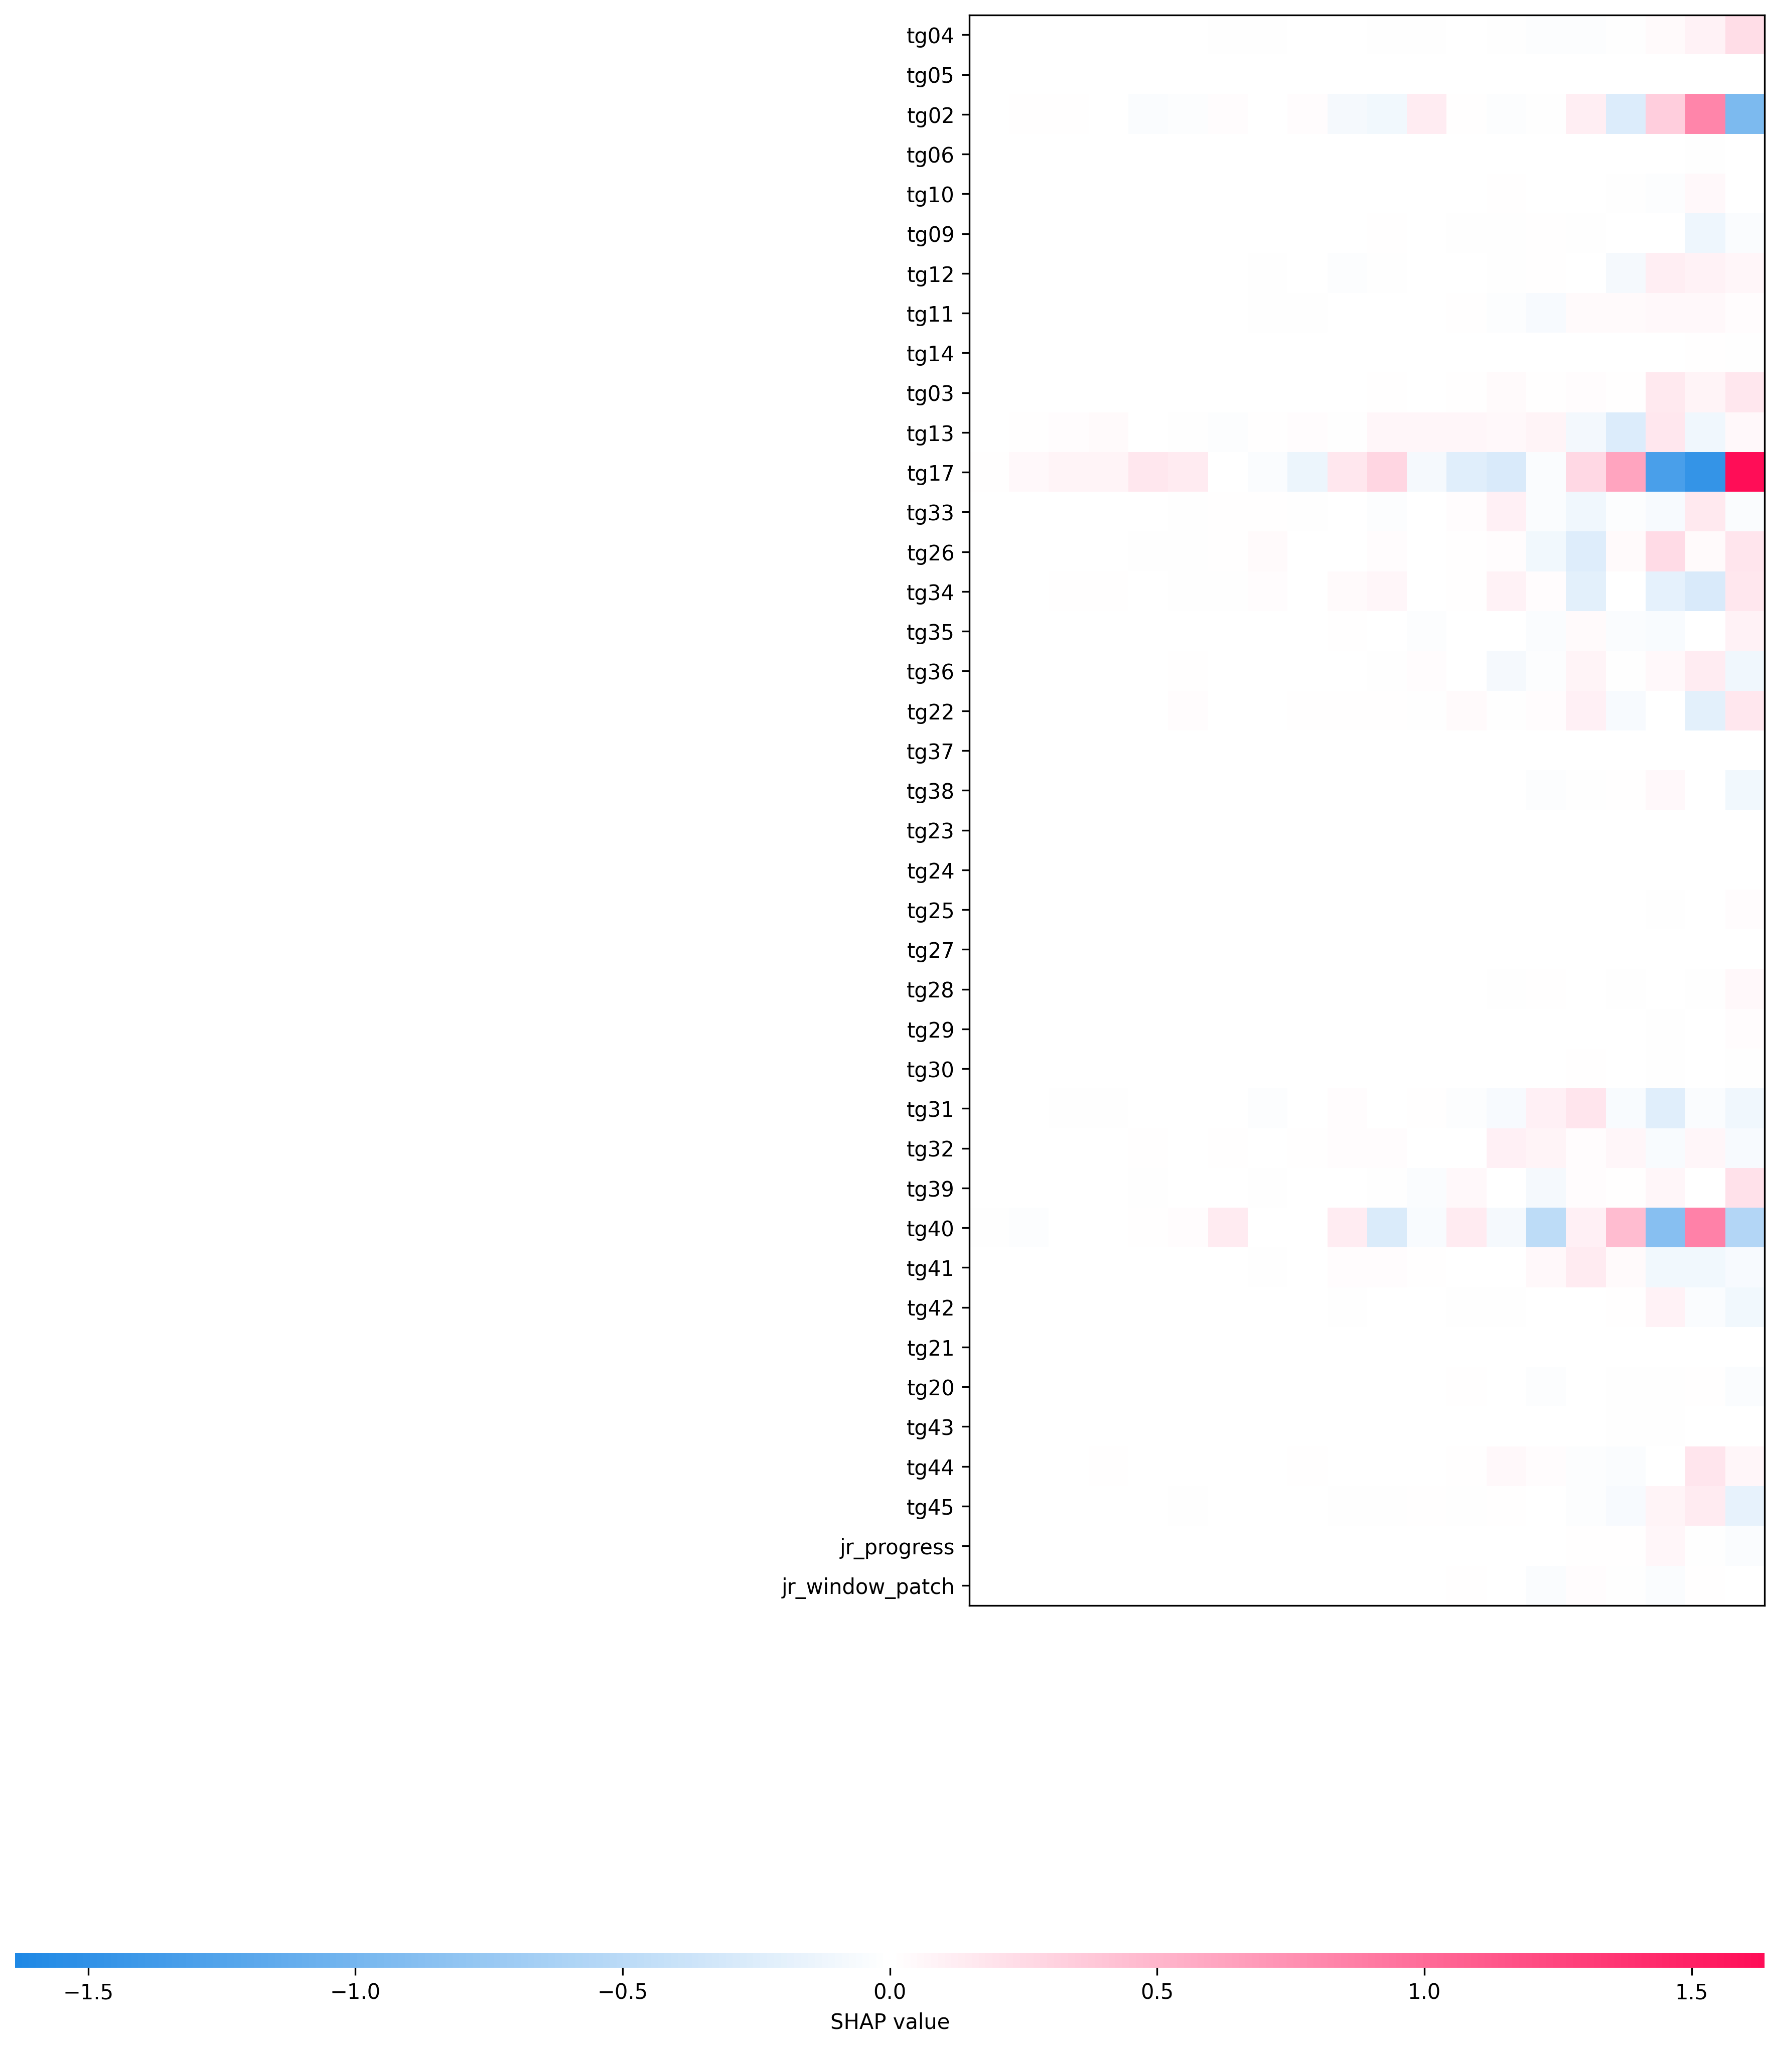 tg04
tg05
tg02
tg06
tg10
tg09
tg12
tg11
tg14
tg03
tg13
tg17
tg33
tg26
tg34
tg35
tg36
tg22
tg37
tg38
tg23
tg24
tg25
tg27
tg28
tg29
tg30
tg31
tg32
tg39
tg40
tg41
tg42
tg21
tg20
tg43
tg44
tg45
jr_progress
jr_window_patch
−1.5 −1.0 −0.5 0.0 0.5 1.0 1.5
SHAP value